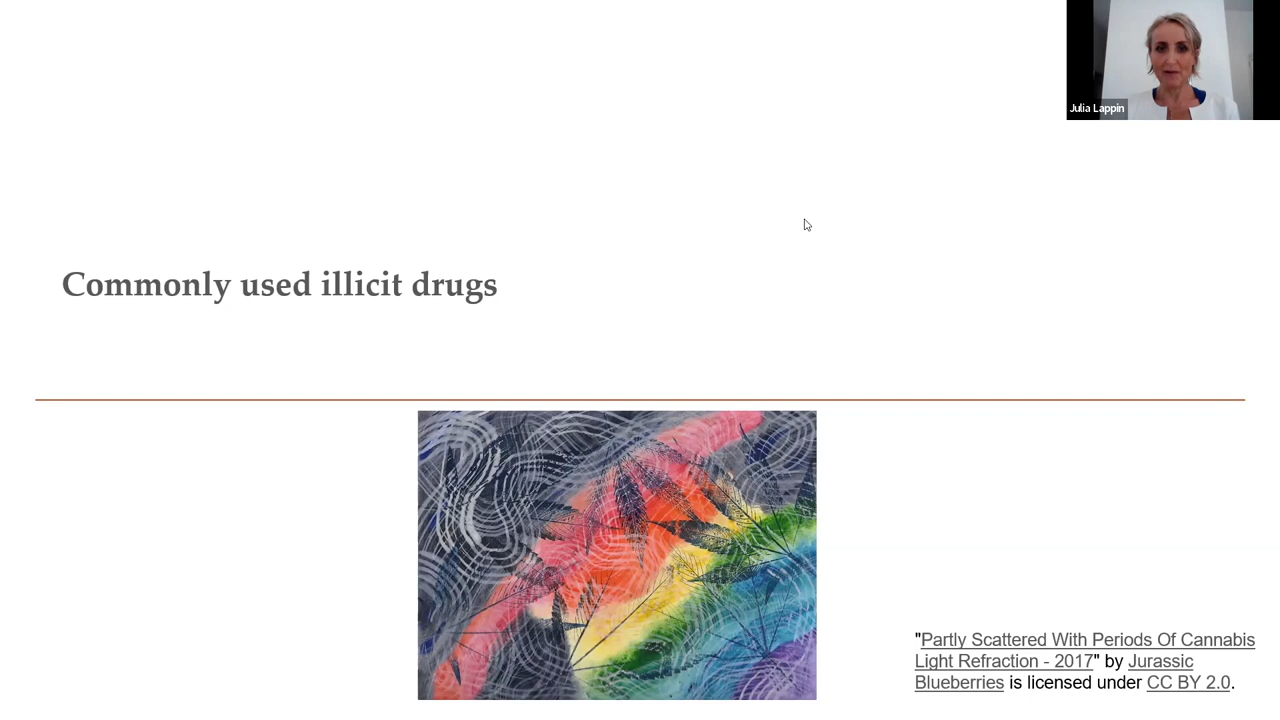 Julia Lappin
Commonly used illicit drugs
"Partly Scattered With Periods Of Cannabis
Light Refraction - 2017" by Jurassic
Blueberries is licensed under CC BY 2.0.